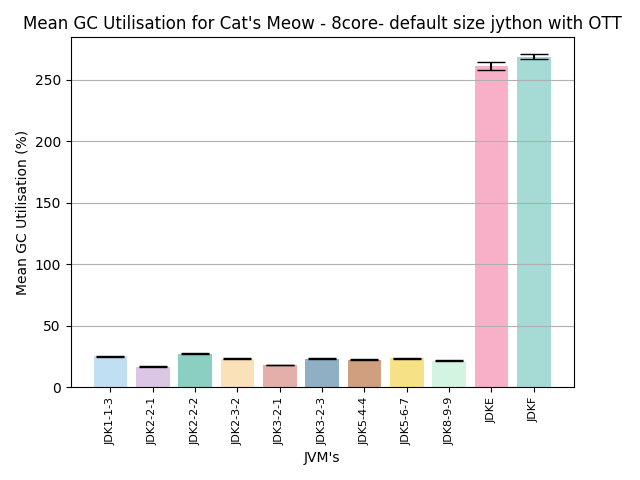 Mean GC Utilisation for Cat's Meow - 8core- default size jython with OTT
Mean GC Utilisation (%)
250
200
150
100
50
0
JDK1-1-3
JDK2-2-1
JDK2-2-2
JDK2-3-2
JDK3-2-1
JDK3-2-3
JDK5-4-4
JDK5-6-7
JDK8-9-9
JDKE
JDKF
JVM's